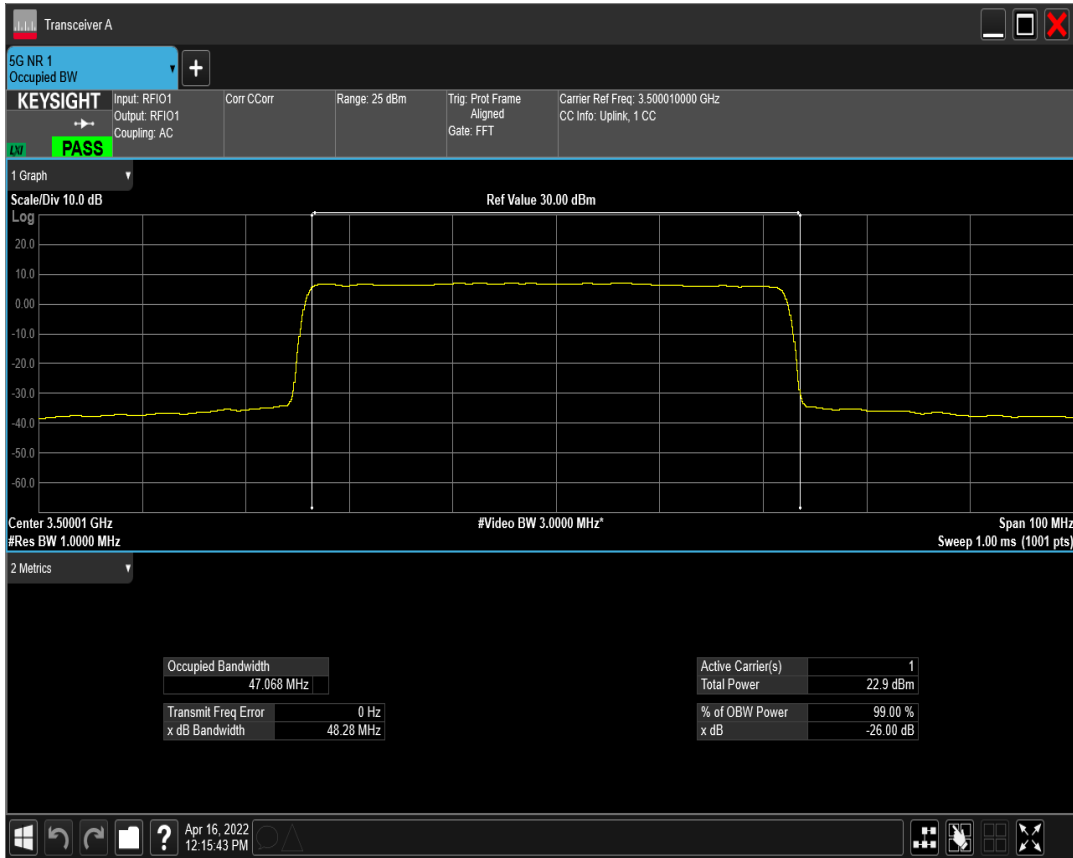 Transceiver A
5G NR 1
Occupied BW
KEYSIGHT
Input: RFIO1
Output: RFIO1
Coupling: AC
Corr CCorr
Range: 25 dBm
Trig: Prot Frame
Aligned
Gate: FFT
Carrier Ref Freq: 3.500010000 GHz
CC Info: Uplink, 1 CC
LXI
PASS
1 Graph
Scale/Div 10.0 dB
Ref Value 30.00 dBm
Log
20.0
10.0
0.00
-10.0
-20.0
-30.0
-40.0
-50.0
-60.0
Center 3.50001 GHz
#Video BW 3.0000 MHz*
Span 100 MHz
#Res BW 1.0000 MHz
Sweep 1.00 ms (1001 pts)
2 Metrics
Occupied Bandwidth
47.068 MHz
Transmit Freq Error 0 Hz
x dB Bandwidth 48.28 MHz
Active Carrier(s) 1
Total Power 22.9 dBm
% of OBW Power 99.00 %
x dB -26.00 dB
Apr 16, 2022
12:15:43 PM